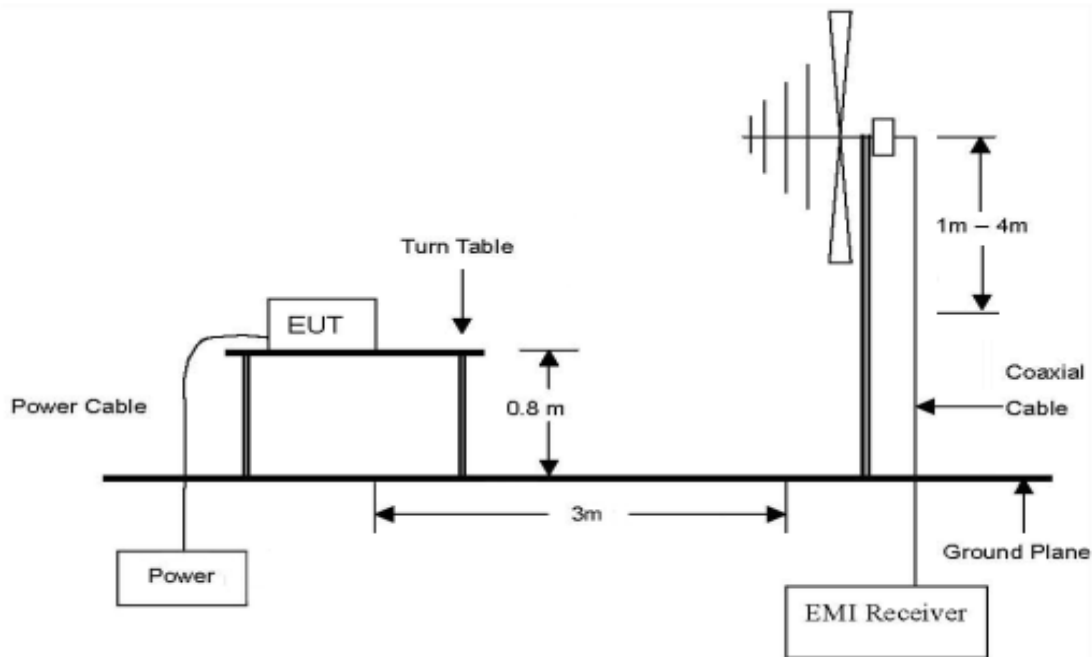 1m – 4m
Turn Table
EUT
Coaxial
Cable
Power Cable
0.8 m
3m
Ground Plane
Power
EMI Receiver